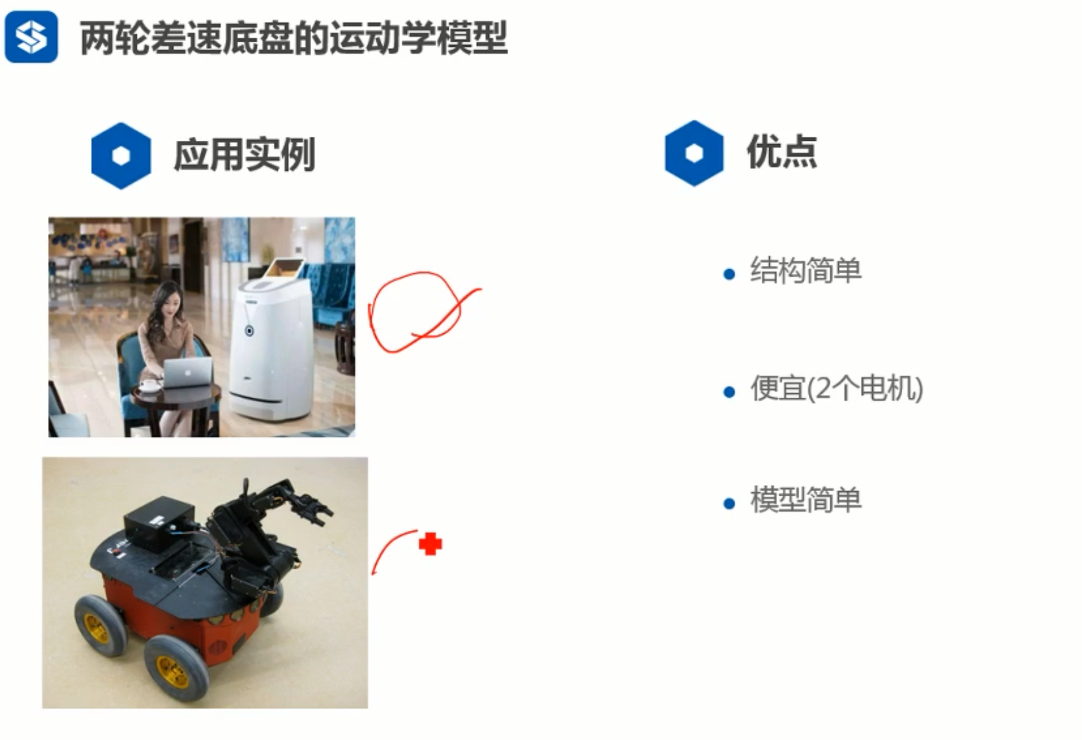 两轮差速底盘的运动学模型
应用实例
优点
结构简单
便宜(2个电机)
模型简单